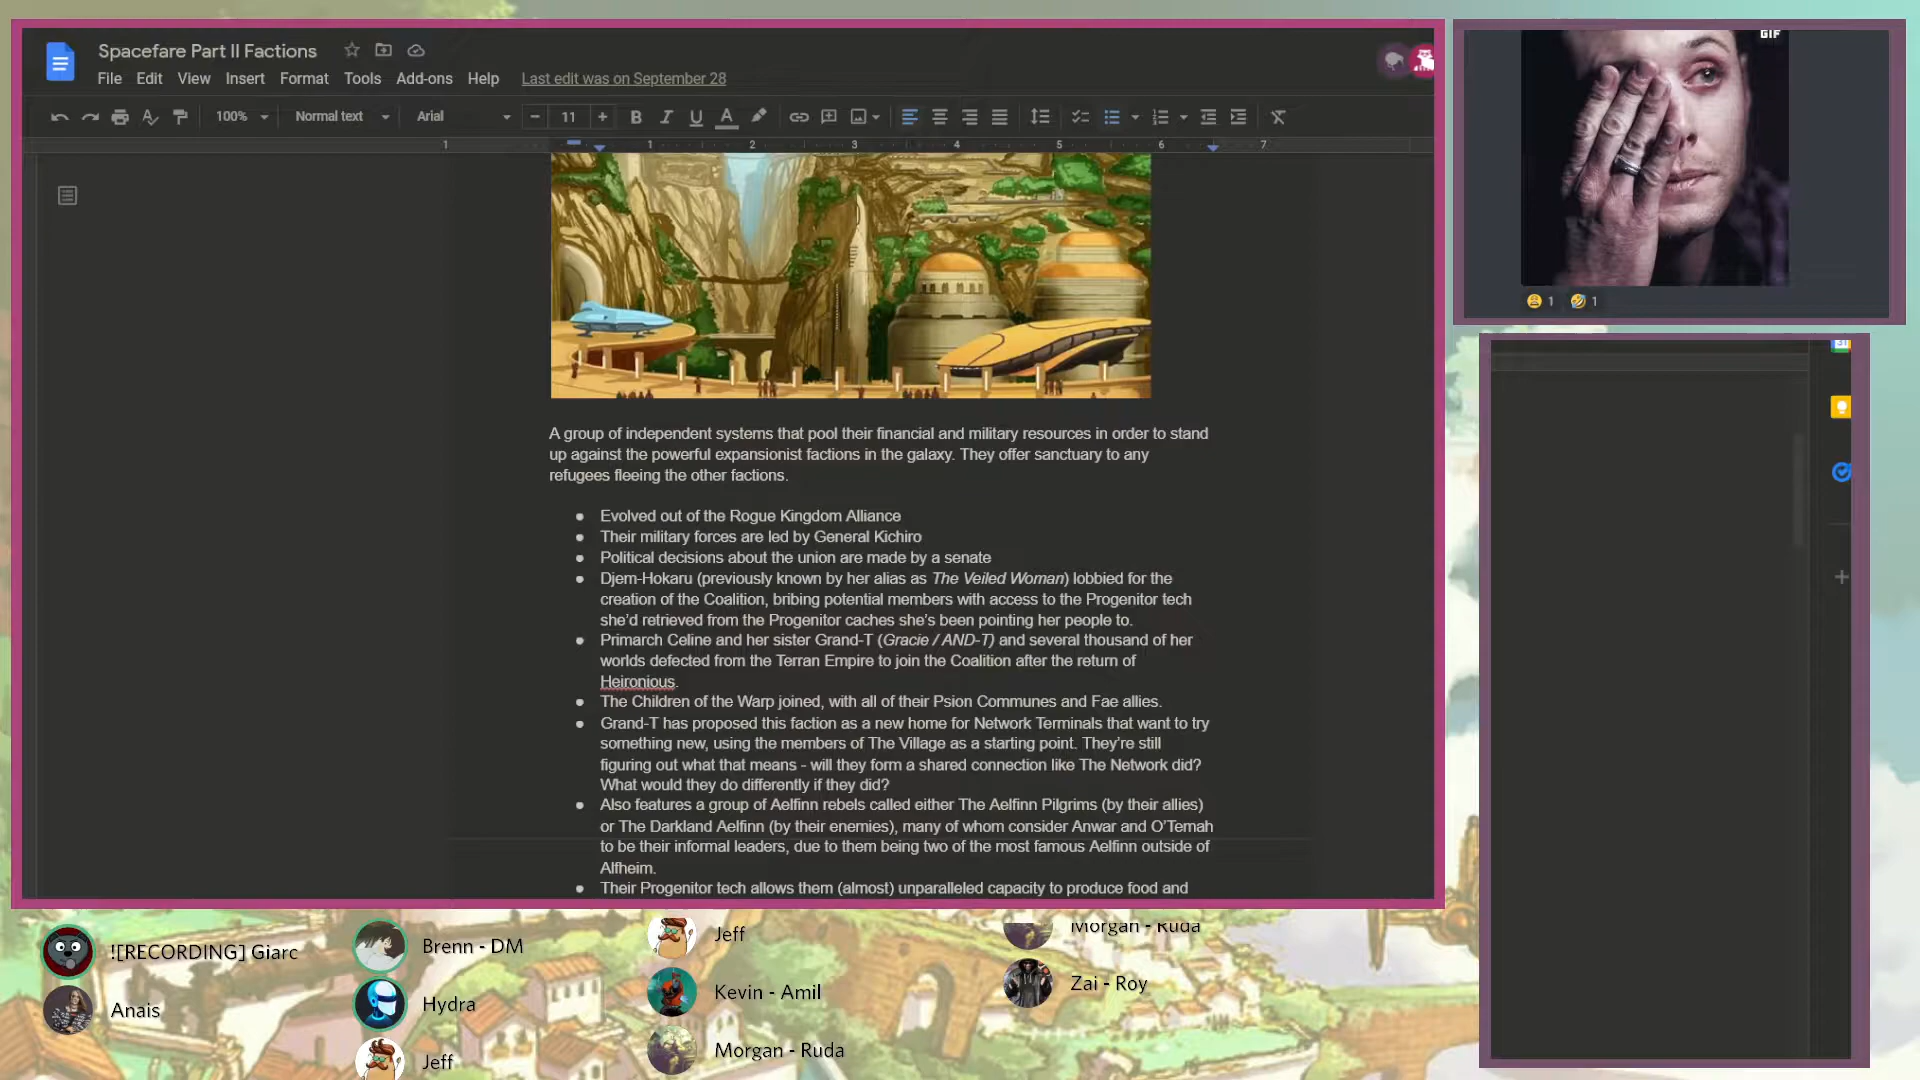 Spacefare Part II Factions
File Edit View Insert Format Tools Add-ons Help Last edit was on September 28
100% Normal text Arial 11
1 1 2 3 4 5 6 7
GIF
1 1
A group of independent systems that pool their financial and military resources in order to stand
up against the powerful expansionist factions in the galaxy. They offer sanctuary to any
refugees fleeing the other factions.
Evolved out of the Rogue Kingdom Alliance
Their military forces are led by General Kichiro
Political decisions about the union are made by a senate
Djem-Hokaru (previously known by her alias as The Veiled Woman) lobbied for the
creation of the Coalition, bribing potential members with access to the Progenitor tech
she'd retrieved from the Progenitor caches she's been pointing her people to.
Primarch Celine and her sister Grand-T (Gracie / AND-T) and several thousand of her
worlds defected from the Terran Empire to join the Coalition after the return of
Heironious.
The Children of the Warp joined, with all of their Psion Communes and Fae allies.
Grand-T has proposed this faction as a new home for Network Terminals that want to try
something new, using the members of The Village as a starting point. They're still
figuring out what that means - will they form a shared connection like The Network did?
What would they do differently if they did?
Also features a group of Aelfinn rebels called either The Aelfinn Pilgrims (by their allies)
or The Darkland Aelfinn (by their enemies), many of whom consider Anwar and O'Temah
to be their informal leaders, due to them being two of the most famous Aelfinn outside of
Alfheim.
Their Progenitor tech allows them (almost) unparalleled capacity to produce food and
![RECORDING] Giarc
Anais
Brenn - DM
Hydra
Jeff
Jeff
Kevin - Amil
Morgan - Ruda
Morgan - Ruda
Zai - Roy